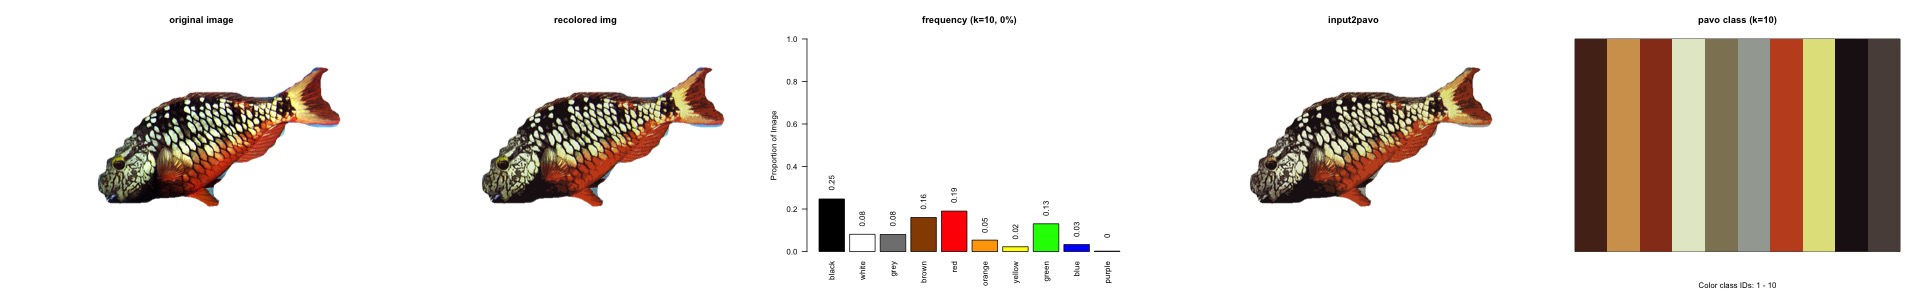 original image
recolored img
frequency (k=10, 0%)
input2pavo
pavo class (k=10)
Proportion of Image
1.0
0.8
0.6
0.4
0.2
0.0
0.25
0.08
0.08
0.16
0.19
0.05
0.02
0.13
0.03
0
black
white
grey
brown
red
orange
yellow
green
blue
purple
Color class IDs: 1 - 10